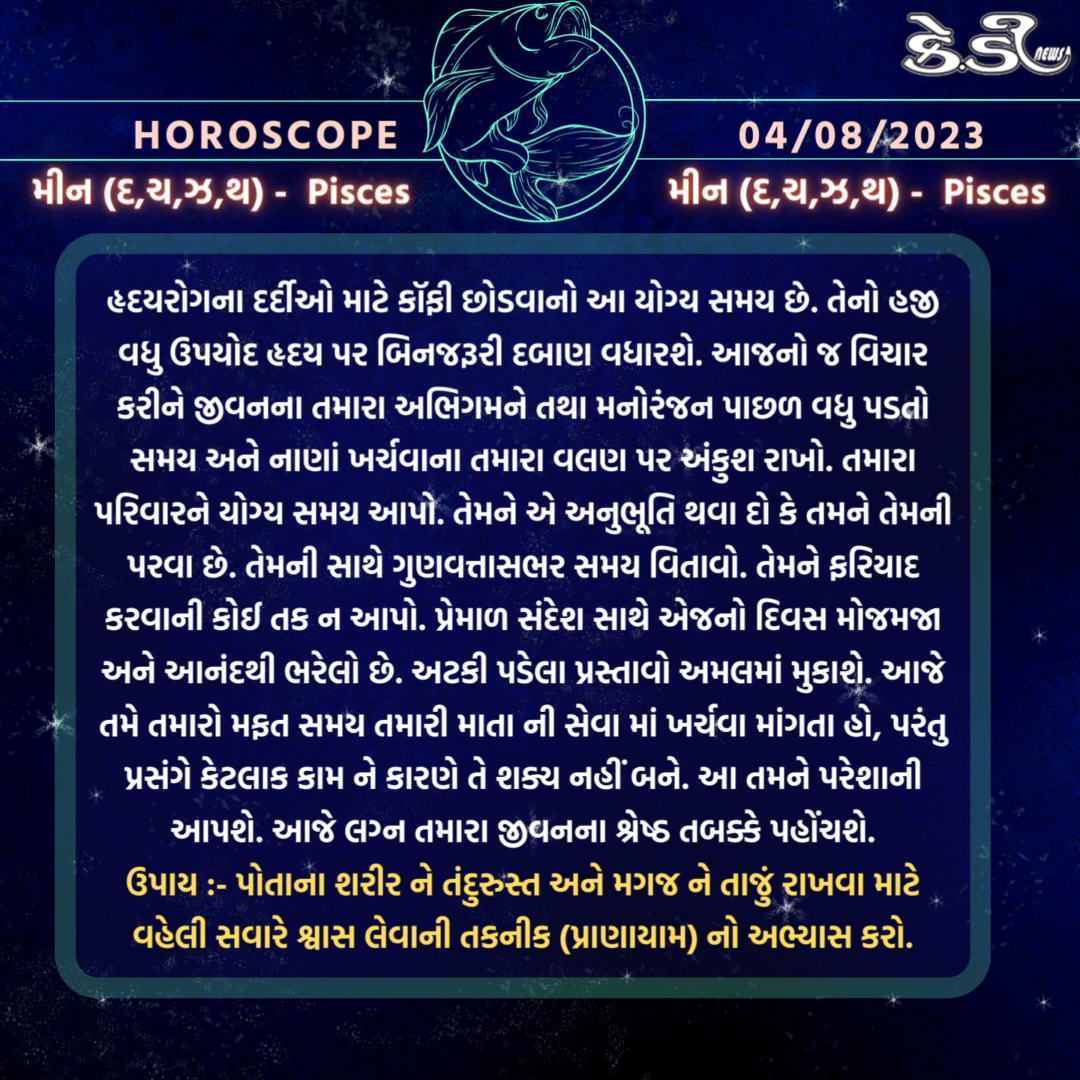 કે.ડી NEWS
HOROSCOPE
04/08/2023
મીન (દ,ચ,ઝ,થ) - Pisces
મીન (દ,ચ,ઝ,થ) - Pisces
હૃદયરોગના દર્દીઓ માટે કૉફી છોડવાનો આ યોગ્ય સમય છે. તેનો હજી
વધુ ઉપયોદ હૃદય પર બિનજરૂરી દબાણ વધારશે. આજનો જ વિચાર
કરીને જીવનના તમારા અભિગમને તથા મનોરંજન પાછળ વધુ પડતો
સમય અને નાણાં ખર્ચવાના તમારા વલણ પર અંકુશ રાખો. તમારા
પરિવારને યોગ્ય સમય આપો. તેમને એ અનુભૂતિ થવા દો કે તમને તેમની
પરવા છે. તેમની સાથે ગુણવત્તાસભર સમય વિતાવો. તેમને ફરિયાદ
કરવાની કોઈ તક ન આપો. પ્રેમાળ સંદેશ સાથે એજનો દિવસ મોજમજા
અને આનંદથી ભરેલો છે. અટકી પડેલા પ્રસ્તાવો અમલમાં મુકાશે. આજે
તમે તમારો મફત સમય તમારી માતા ની સેવા માં ખર્ચવા માંગતા હો, પરંતુ
પ્રસંગે કેટલાક કામ ને કારણે તે શક્ય નહીં બને. આ તમને પરેશાની
આપશે. આજે લગ્ન તમારા જીવનના શ્રેષ્ઠ તબક્કે પહોંચશે.
ઉપાય :- પોતાના શરીર ને તંદુરુસ્ત અને મગજ ને તાજું રાખવા માટે
વહેલી સવારે શ્વાસ લેવાની તકનીક (પ્રાણાયામ) નો અભ્યાસ કરો.